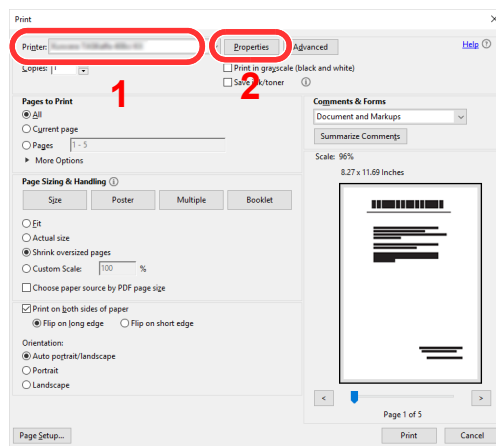 Print
Printer: Properties Advanced Help
Copies: 1 Print in grayscale (black and white)
Save ink/toner
1 2
Pages to Print
All
Current page
Pages 1 - 5
More Options
Page Sizing & Handling
Size Poster Multiple Booklet
Fit
Actual size
Shrink oversized pages
Custom Scale: 100 %
Choose paper source by PDF page size
Print on both sides of paper
Flip on long edge Flip on short edge
Orientation:
Auto portrait/landscape
Portrait
Landscape
Comments & Forms
Document and Markups
Summarize Comments
Scale: 96%
8.27 x 11.69 Inches
< >
Page 1 of 5
Page Setup... Print Cancel